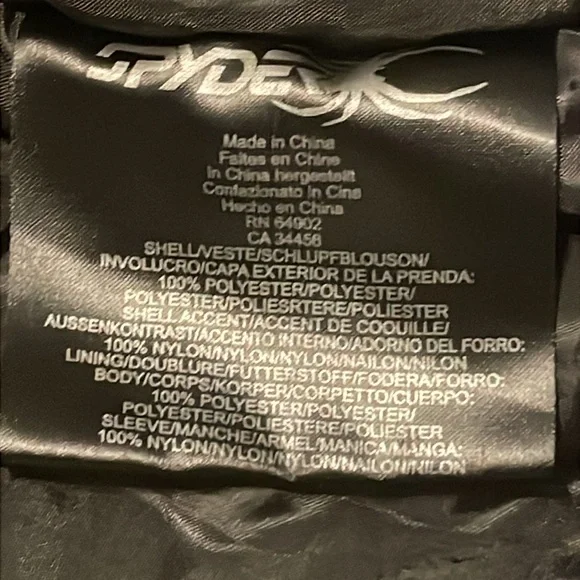 SPYDER
Made in China
Faites en Chine
In China hergestellt
Confezionato in Cina
Hecho en China
RN 64902
CA 34458
SHELL/VESTE/SCHLUPFBLOUSON/
INVOLUCRO/CAPA EXTERIOR DE LA PRENDA:
100% POLYESTER/POLYESTER/
POLYESTER/POLIESRTERE/POLIESTER
SHELL ACCENT/ACCENT DE COQUILLE/
AUSSENKONTRAST/ACCENTO INTERNO/ADORNO DEL FORRO:
100% NYLON/NYLON/NYLON/NAILON/NILON
LINING/DOUBLURE/FUTTERSTOFF/FODERA/FORRO:
BODY/CORPS/KORPER/CORPETTO/CUERPO:
100% POLYESTER/POLYESTER/
POLYESTER/POLIESTERE/POLIESTER
SLEEVE/MANCHE/ARMEL/MANICA/MANGA:
100% NYLON/NYLON/NYLON/NAILON/NILON